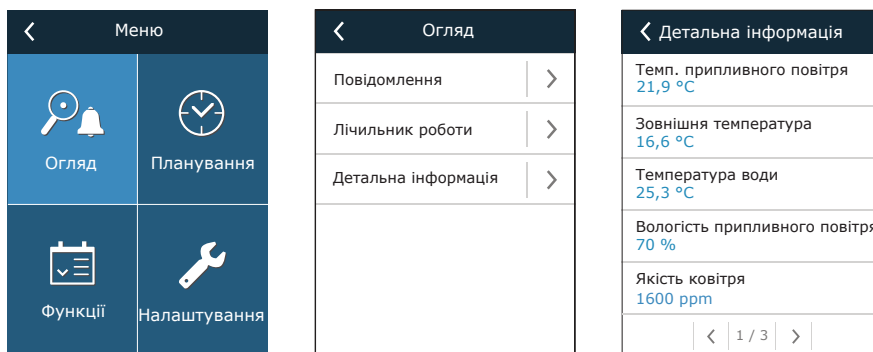 Меню
Огляд
Планування
Функції
Налаштування
Огляд
Повідомлення
Лічильник роботи
Детальна інформація
Детальна інформація
Темп. припливного повітря
21,9 °C
Зовнішня температура
16,6 °C
Температура води
25,3 °C
Вологість припливного повітря
70 %
Якість ковітря
1600 ppm
1 / 3